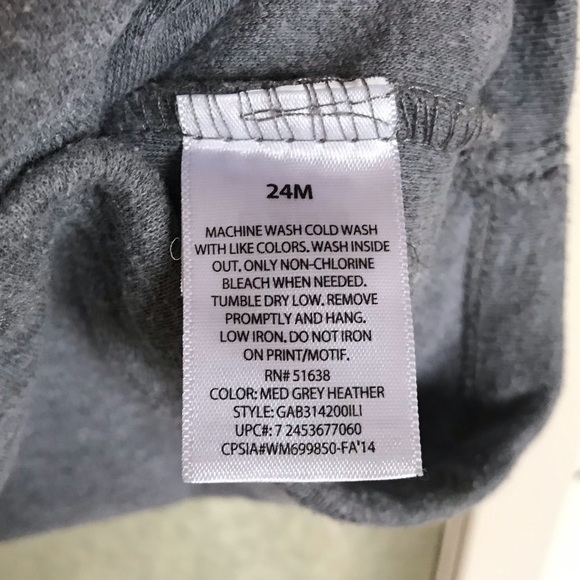 24M
MACHINE WASH COLD WASH
WITH LIKE COLORS. WASH INSIDE
OUT. ONLY NON-CHLORINE
BLEACH WHEN NEEDED.
TUMBLE DRY LOW. REMOVE
PROMPTLY AND HANG.
LOW IRON. DO NOT IRON
ON PRINT/MOTIF.
RN# 51638
COLOR: MED GREY HEATHER
STYLE: GAB314200ILI
UPC#: 7 2453677060
CPSIA#WM699850-FA'14